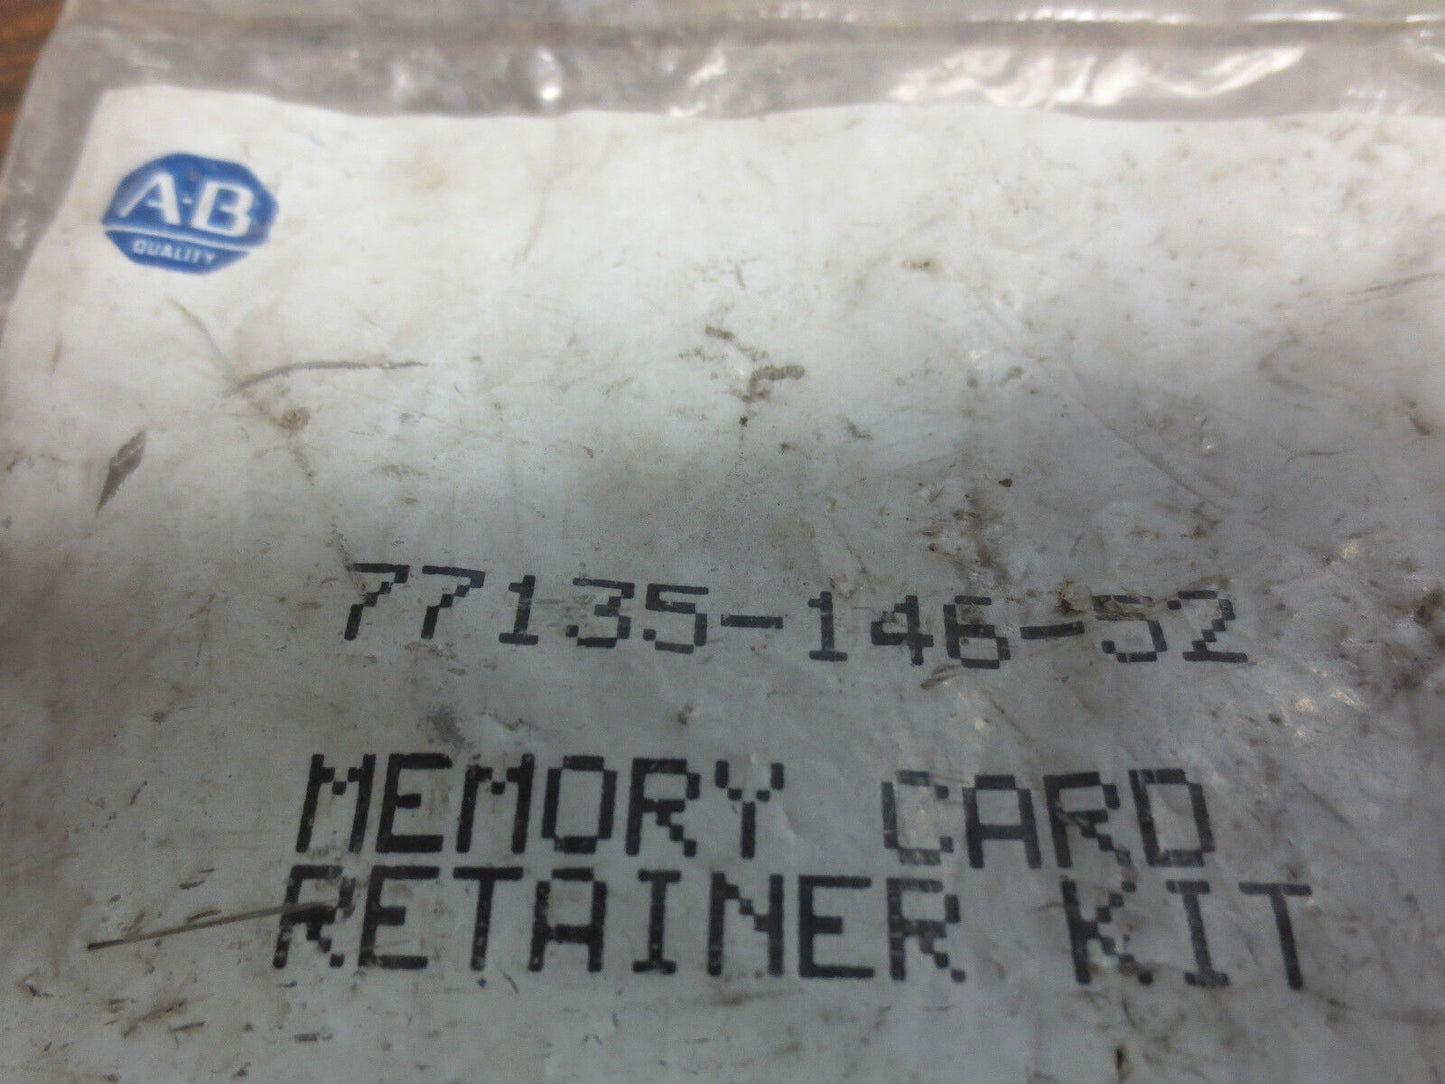 A-B
QUALITY
77135-146-52
MEMORY CARD
RETAINER KIT